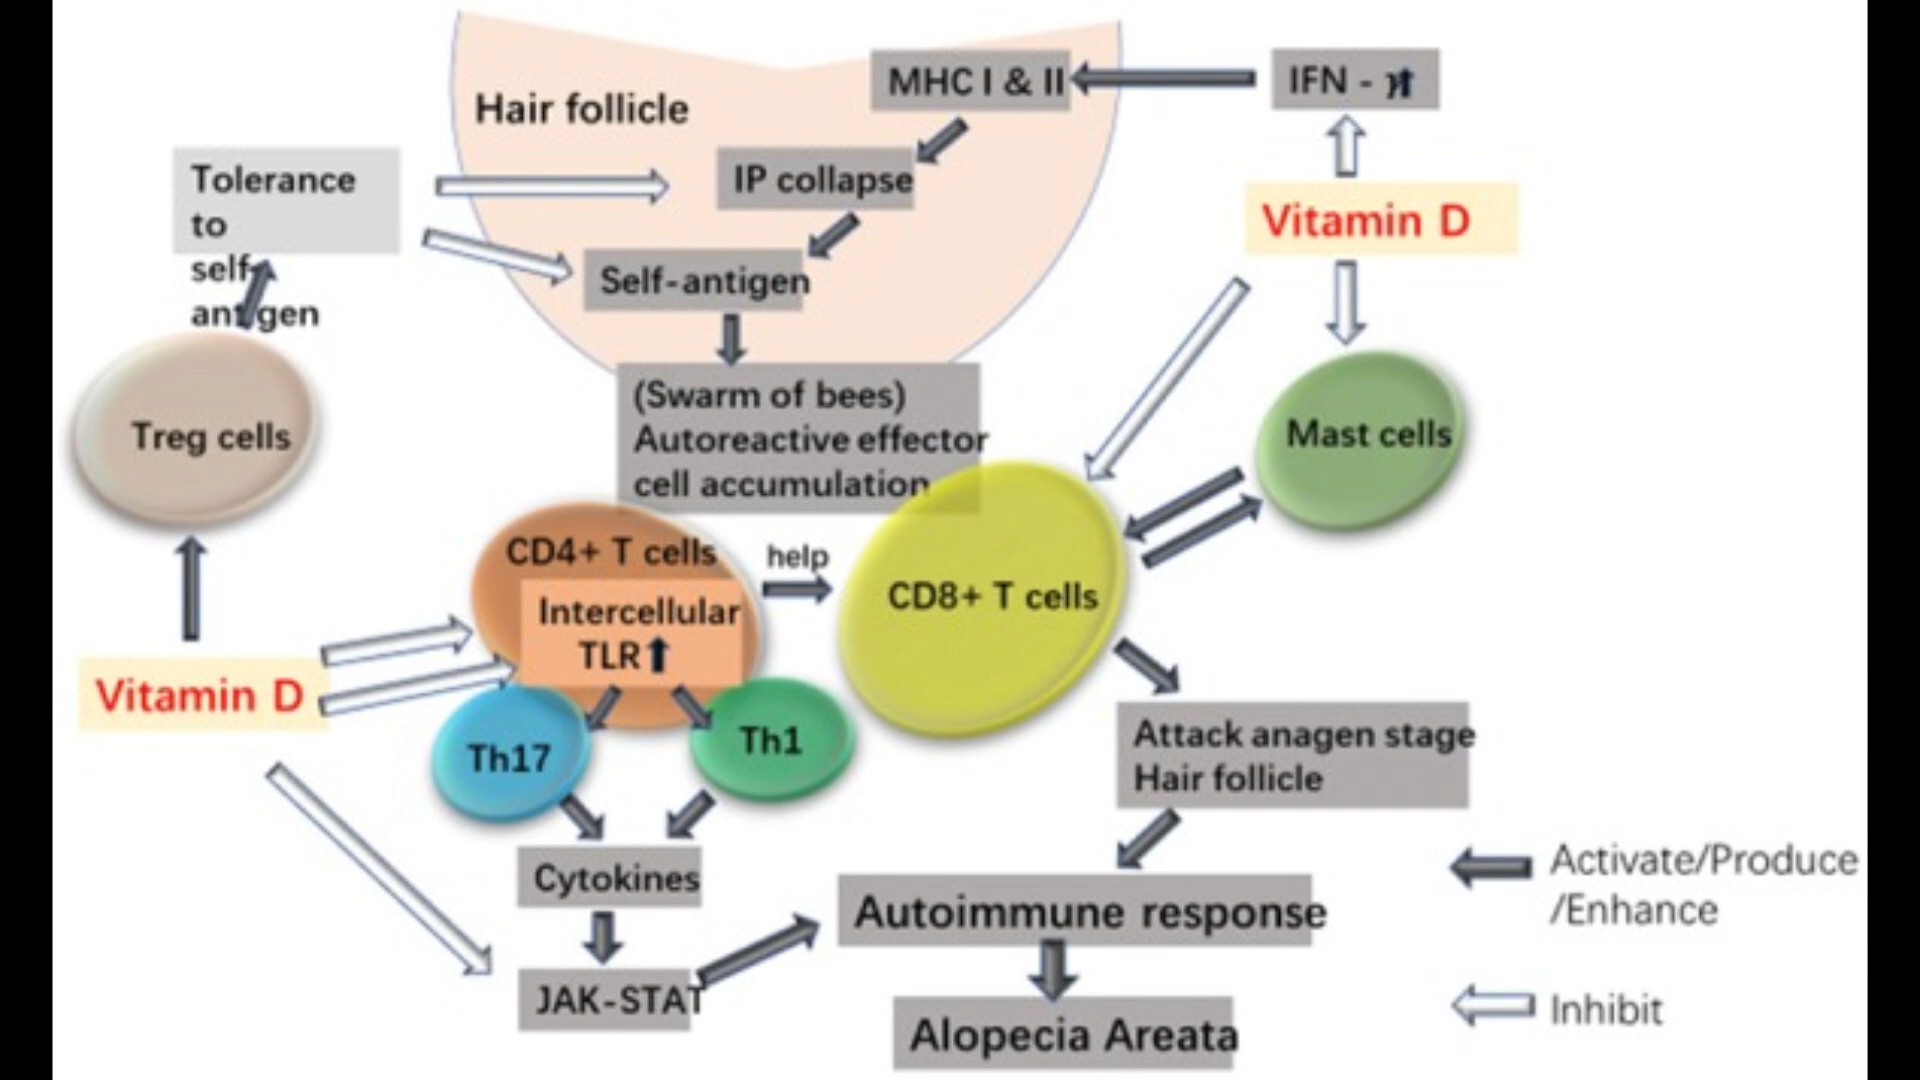 Hair follicle
MHC I & II
IFN - γ
Tolerance
to
self-
antigen
IP collapse
Vitamin D
Self-antigen
(Swarm of bees)
Autoreactive effector
cell accumulation
Treg cells
Mast cells
CD4+ T cells
help
Intercellular
TLR
CD8+ T cells
Vitamin D
Th17
Th1
Attack anagen stage
Hair follicle
Cytokines
Autoimmune response
JAK-STAT
Alopecia Areata
Activate/Produce
/Enhance
Inhibit